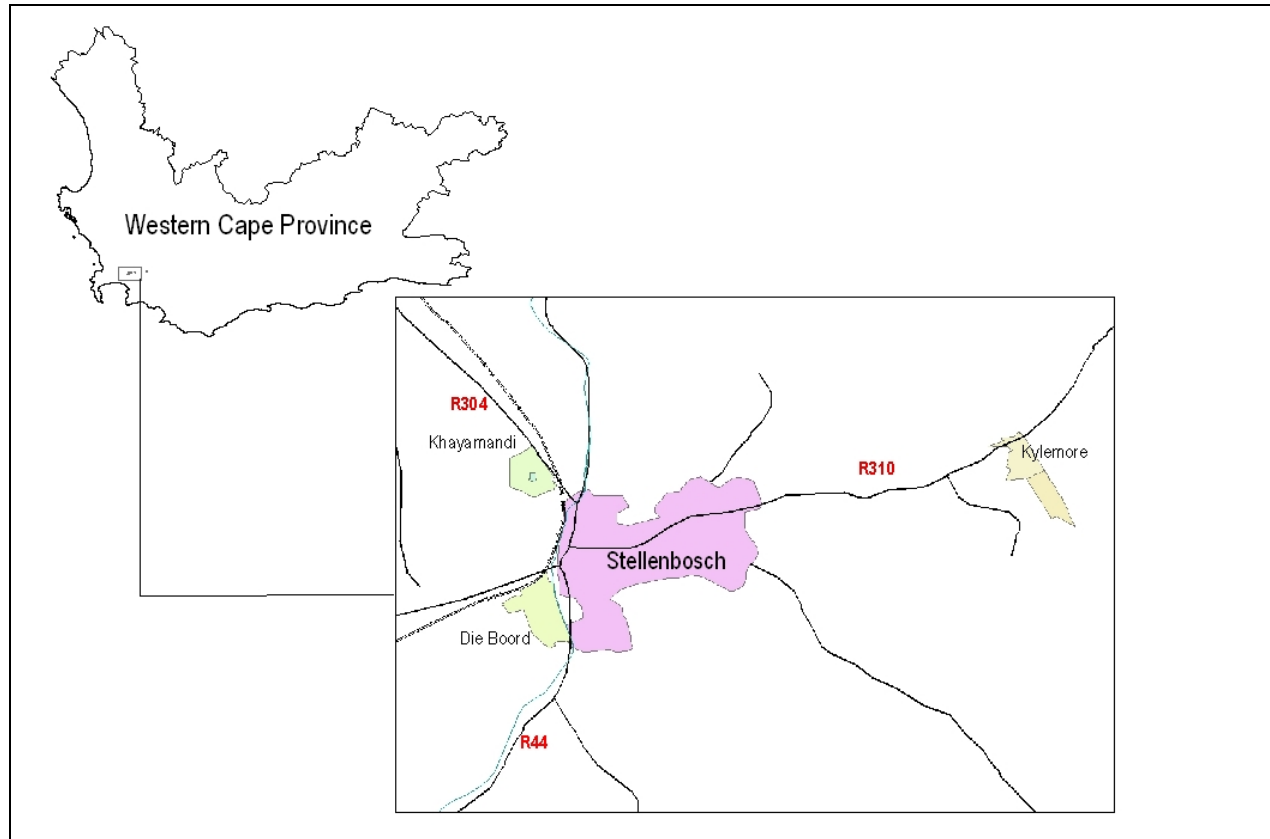 Western Cape Province
R304
Khayamandi
Kylemore
R310
Stellenbosch
Die Boord
R44